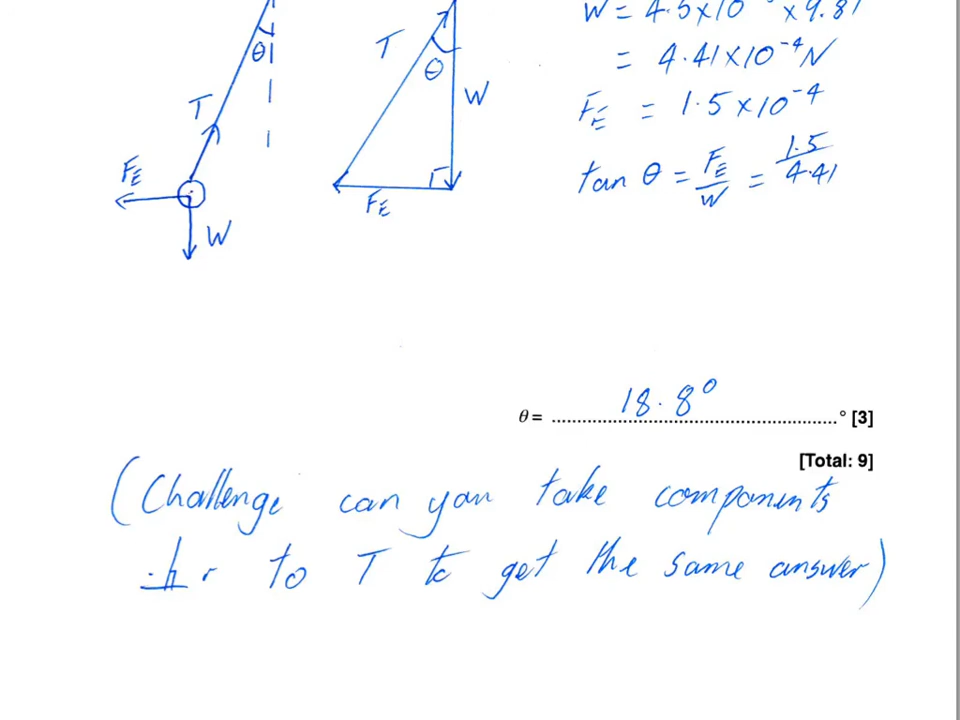 W = 4.5×10 ×9.81
= 4.41×10⁻⁴ N
F_E = 1.5×10⁻⁴
tan θ = F_E/W = 1.5/4.41
θ
T
F_E
W
T
θ
W
F_E
18.8°
θ = ° [3]
[Total: 9]
(Challenge can you take components
to T to get the same answer)